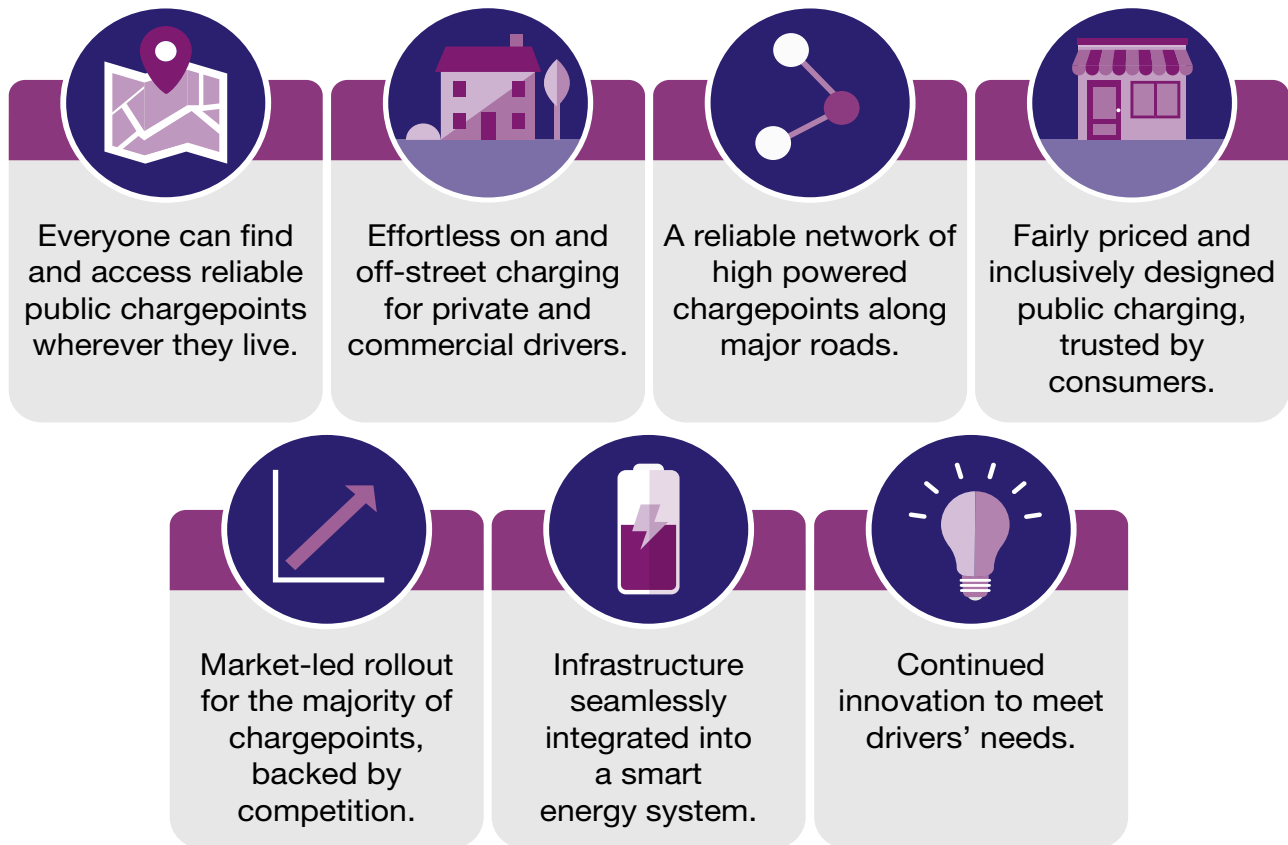 Everyone can find
and access reliable
public chargepoints
wherever they live.
Effortless on and
off-street charging
for private and
commercial drivers.
A reliable network of
high powered
chargepoints along
major roads.
Fairly priced and
inclusively designed
public charging,
trusted by
consumers.
Market-led rollout
for the majority of
chargepoints,
backed by
competition.
Infrastructure
seamlessly
integrated into
a smart
energy system.
Continued
innovation to meet
drivers’ needs.